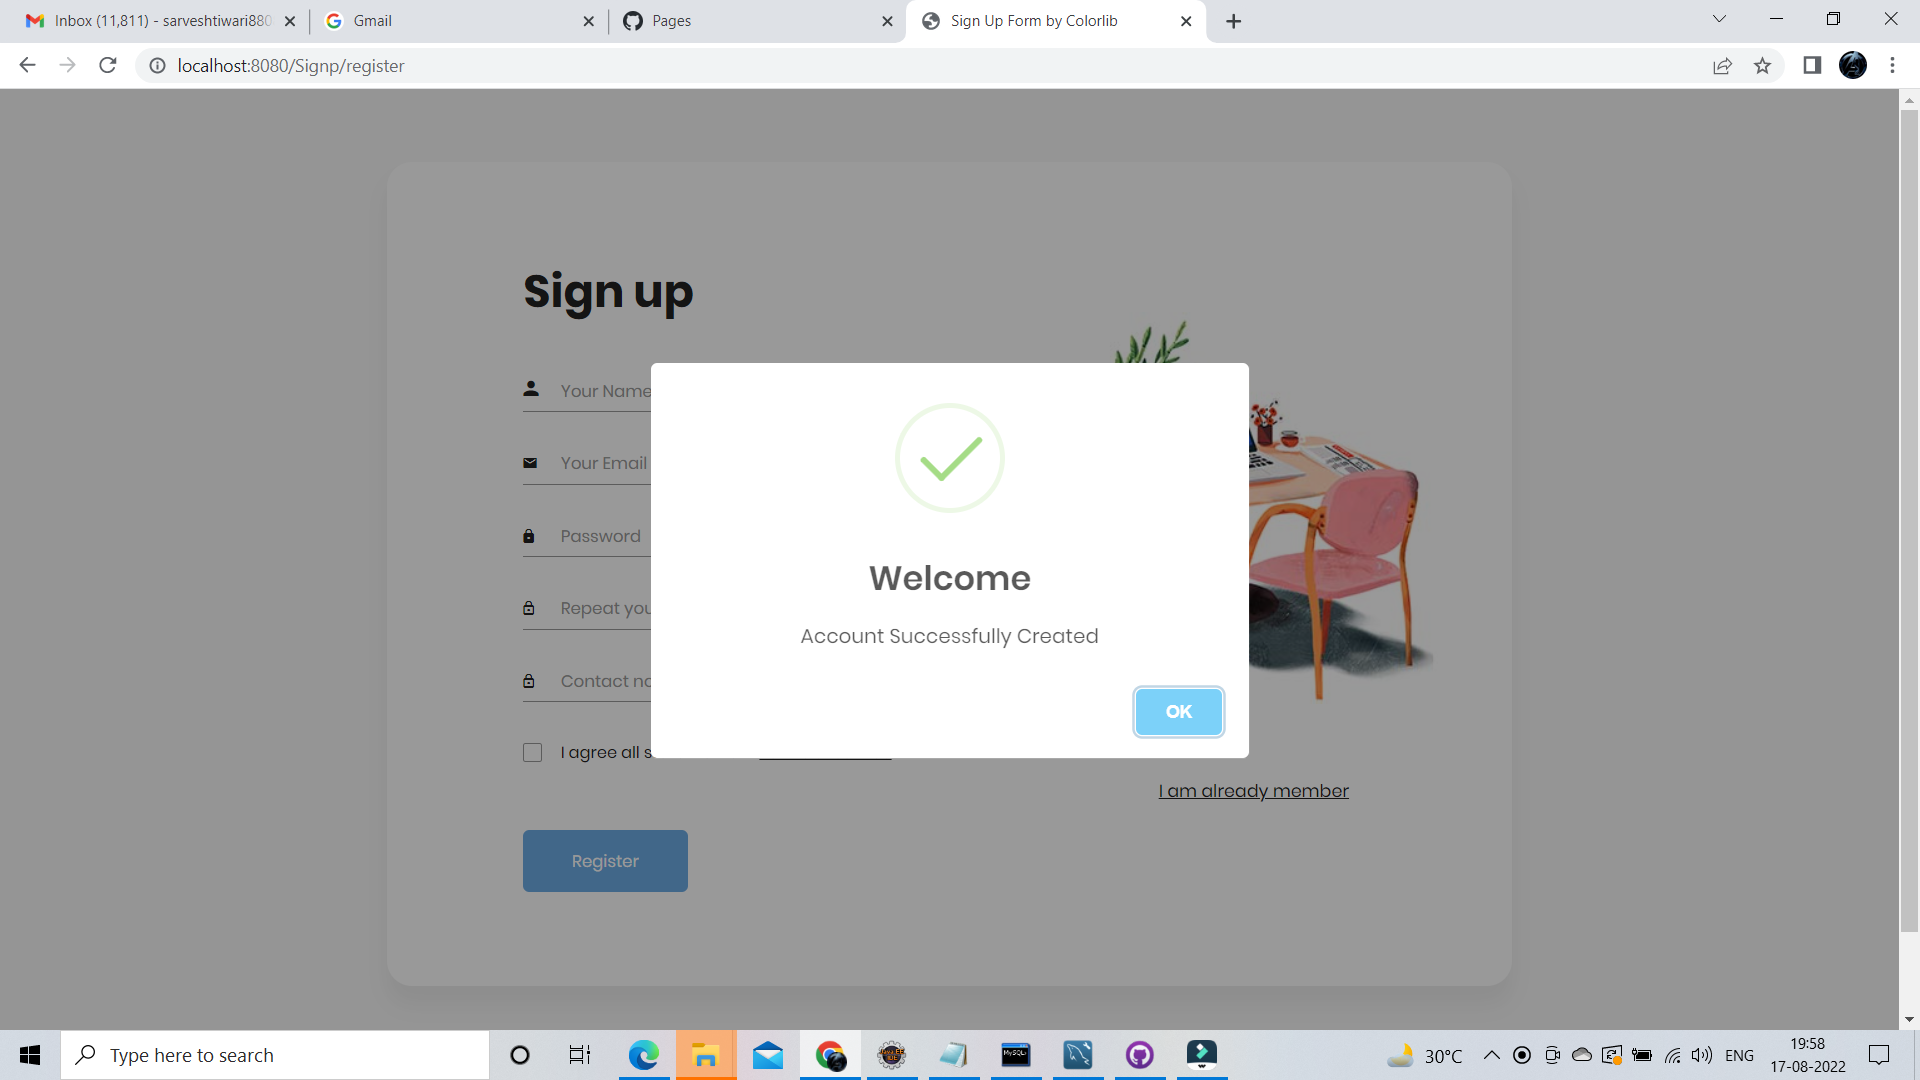 Inbox (11,811) - sarveshtiwari880
Gmail
Pages
Sign Up Form by Colorlib
localhost:8080/Signp/register
Sign up
Your Name
Your Email
Password
Repeat you
Contact no
I agree all s
Welcome
Account Successfully Created
OK
I am already member
Register
Type here to search
MySQL
30°C
ENG
19:58
17-08-2022